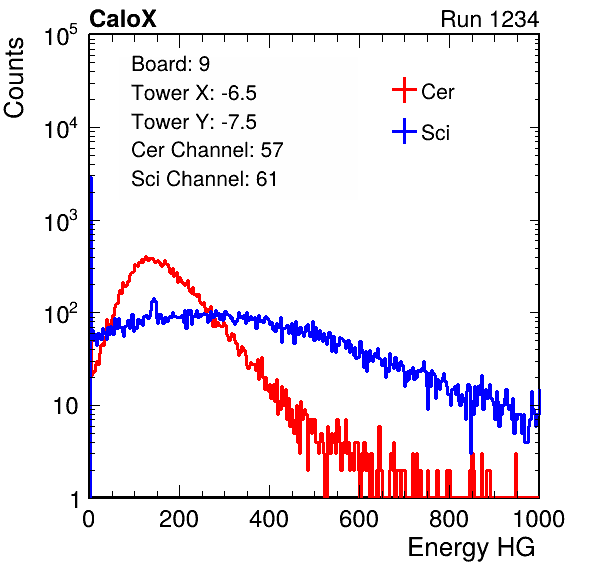 CaloX Run 1234
Counts
Board: 9
Tower X: -6.5
Tower Y: -7.5
Cer Channel: 57
Sci Channel: 61
Cer
Sci
10^5
10^4
10^3
10^2
10
1
0 200 400 600 800 1000
Energy HG